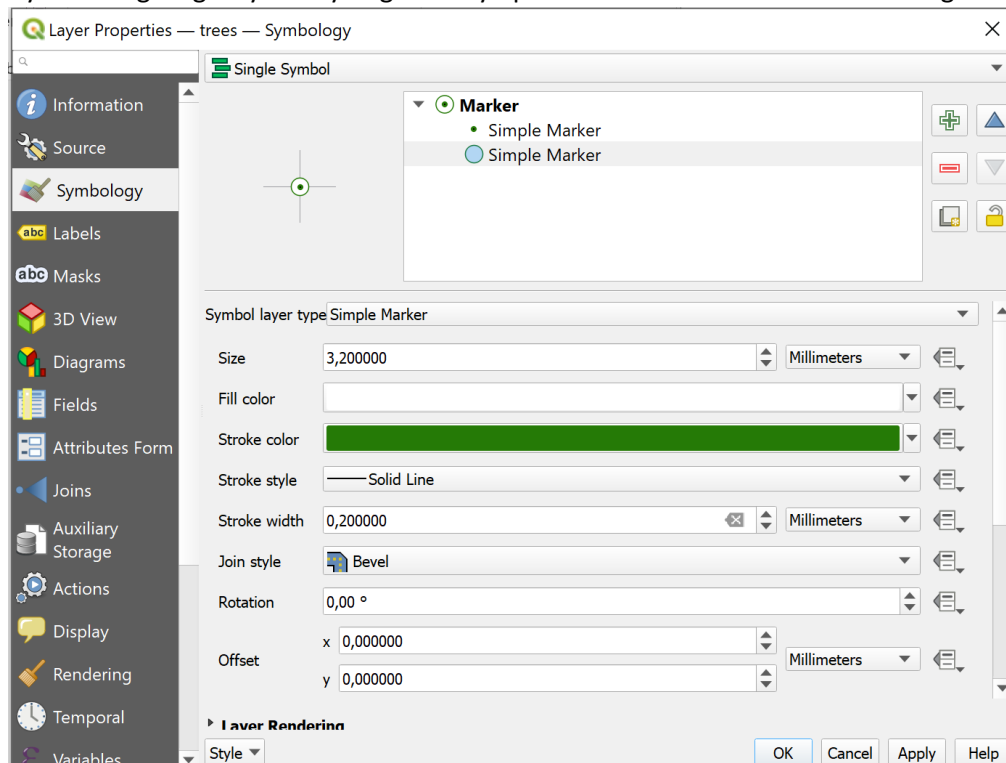 Layer Properties — trees — Symbology
Single Symbol
Information
Source
Symbology
Labels
Masks
3D View
Diagrams
Fields
Attributes Form
Joins
Auxiliary
Storage
Actions
Display
Rendering
Temporal
Variables
Marker
Simple Marker
Simple Marker
Symbol layer type Simple Marker
Size 3,200000 Millimeters
Fill color
Stroke color
Stroke style Solid Line
Stroke width 0,200000 Millimeters
Join style Bevel
Rotation 0,00 °
x 0,000000
Offset Millimeters
y 0,000000
Layer Rendering
Style OK Cancel Apply Help